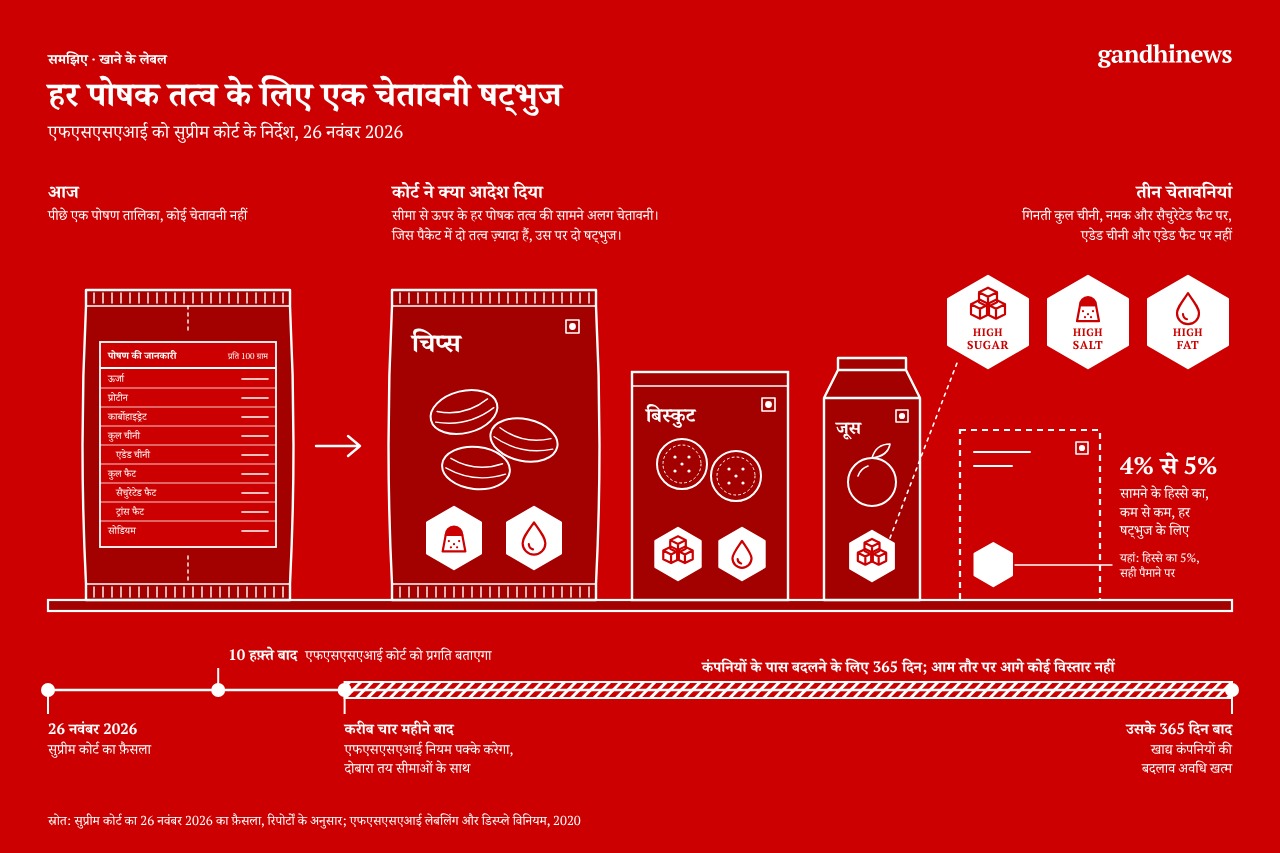 समझिए · खाने के लेबल
gandhinews
हर पोषक तत्व के लिए एक चेतावनी षट्भुज
एफएसएसएआई को सुप्रीम कोर्ट के निर्देश, 26 नवंबर 2026
आज
पीछे एक पोषण तालिका, कोई चेतावनी नहीं
कोर्ट ने क्या आदेश दिया
सीमा से ऊपर के हर पोषक तत्व की सामने अलग चेतावनी।
जिस पैकेट में दो तत्व ज़्यादा हैं, उस पर दो षट्भुज।
तीन चेतावनियां
गिनती कुल चीनी, नमक और सैचुरेटेड फैट पर,
एडेड चीनी और एडेड फैट पर नहीं
HIGH
SUGAR
HIGH
SALT
HIGH
FAT
पोषण की जानकारी प्रति 100 ग्राम
ऊर्जा
प्रोटीन
कार्बोहाइड्रेट
कुल चीनी
एडेड चीनी
कुल फैट
सैचुरेटेड फैट
ट्रांस फैट
सोडियम
चिप्स
बिस्कुट
जूस
4% से 5%
सामने के हिस्से का,
कम से कम, हर
षट्भुज के लिए
यहां: हिस्से का 5%,
सही पैमाने पर
10 हफ़्ते बाद एफएसएसएआई कोर्ट को प्रगति बताएगा
कंपनियों के पास बदलने के लिए 365 दिन; आम तौर पर आगे कोई विस्तार नहीं
26 नवंबर 2026
सुप्रीम कोर्ट का फ़ैसला
करीब चार महीने बाद
एफएसएसएआई नियम पक्के करेगा,
दोबारा तय सीमाओं के साथ
उसके 365 दिन बाद
खाद्य कंपनियों की
बदलाव अवधि खत्म
स्रोत: सुप्रीम कोर्ट का 26 नवंबर 2026 का फ़ैसला, रिपोर्टों के अनुसार; एफएसएसएआई लेबलिंग और डिस्प्ले विनियम, 2020